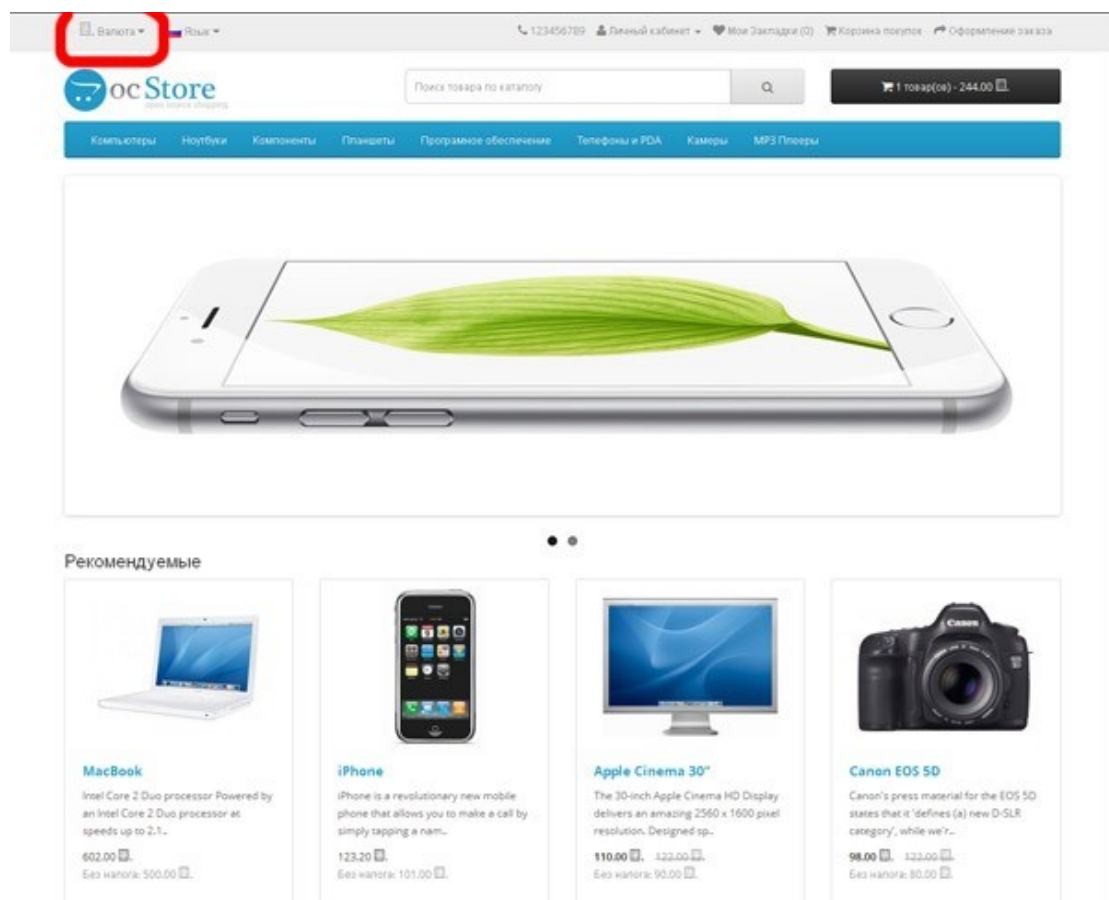 Валюта Язык 123456789 Личный кабинет Мои Закладки (0) Корзина покупок Оформление заказа
ocStore
open source shopping
Поиск товара по каталогу
1 товар(ов) - 244.00 .
Компьютеры Ноутбуки Компоненты Планшеты Програмное обеспечение Телефоны и PDA Камеры MP3 Плееры
Рекомендуемые
Canon
MacBook
Intel Core 2 Duo processor Powered by
an Intel Core 2 Duo processor at
speeds up to 2.1..
602.00 .
Без налога: 500.00 .
iPhone
iPhone is a revolutionary new mobile
phone that allows you to make a call by
simply tapping a nam..
123.20 .
Без налога: 101.00 .
Apple Cinema 30"
The 30-inch Apple Cinema HD Display
delivers an amazing 2560 x 1600 pixel
resolution. Designed sp..
110.00 . 122.00 .
Без налога: 90.00 .
Canon EOS 5D
Canon's press material for the EOS 5D
states that it 'defines (a) new D-SLR
category', while we'r..
98.00 . 122.00 .
Без налога: 80.00 .